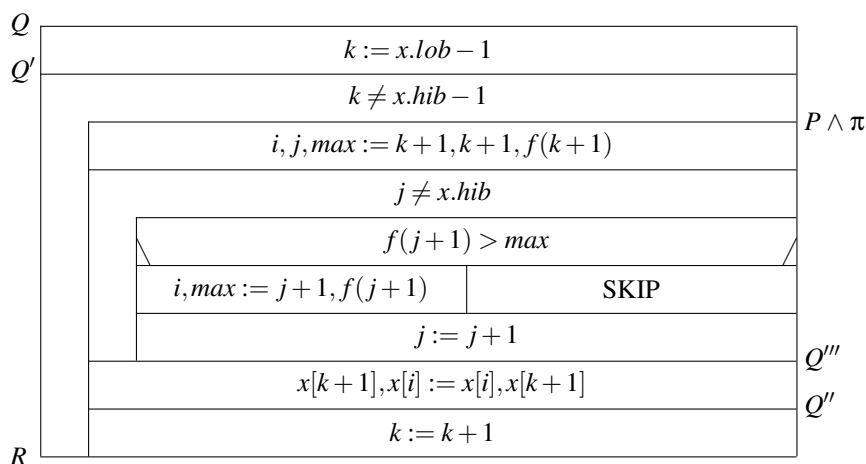 Q
k := x.lob − 1
Q′
k ≠ x.hib − 1
P ∧ π
i, j, max := k + 1, k + 1, f(k + 1)
j ≠ x.hib
f(j + 1) > max
i, max := j + 1, f(j + 1) SKIP
j := j + 1
Q‴
x[k + 1], x[i] := x[i], x[k + 1]
Q″
k := k + 1
R